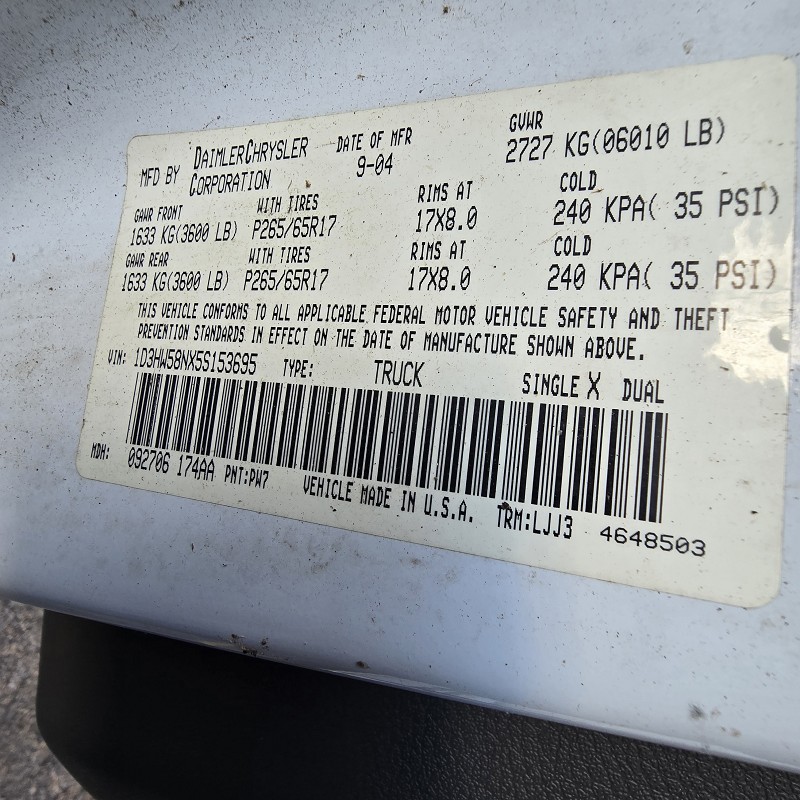 MFD BY DAIMLERCHRYSLER CORPORATION DATE OF MFR 9-04 GVWR 2727 KG(06010 LB)
GAWR FRONT WITH TIRES RIMS AT COLD
1633 KG(3600 LB) P265/65R17 17X8.0 240 KPA( 35 PSI)
GAWR REAR WITH TIRES RIMS AT COLD
1633 KG(3600 LB) P265/65R17 17X8.0 240 KPA( 35 PSI)
THIS VEHICLE CONFORMS TO ALL APPLICABLE FEDERAL MOTOR VEHICLE SAFETY AND THEFT
PREVENTION STANDARDS IN EFFECT ON THE DATE OF MANUFACTURE SHOWN ABOVE.
VIN: 1D3HW58NX5S153695 TYPE: TRUCK SINGLE X DUAL
MDH: 092706 174AA PNT:PW7 VEHICLE MADE IN U.S.A. TRM:LJJ3 4648503